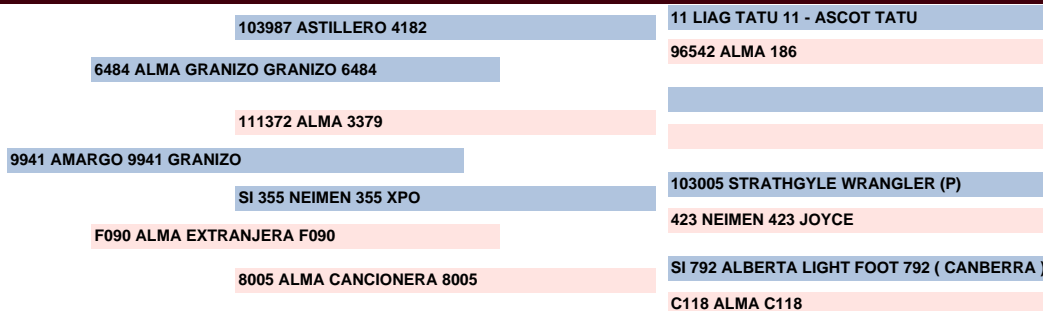 11 LIAG TATU 11 - ASCOT TATU
103987 ASTILLERO 4182
96542 ALMA 186
6484 ALMA GRANIZO GRANIZO 6484
111372 ALMA 3379
9941 AMARGO 9941 GRANIZO
103005 STRATHGYLE WRANGLER (P)
SI 355 NEIMEN 355 XPO
423 NEIMEN 423 JOYCE
F090 ALMA EXTRANJERA F090
SI 792 ALBERTA LIGHT FOOT 792 ( CANBERRA )
8005 ALMA CANCIONERA 8005
C118 ALMA C118